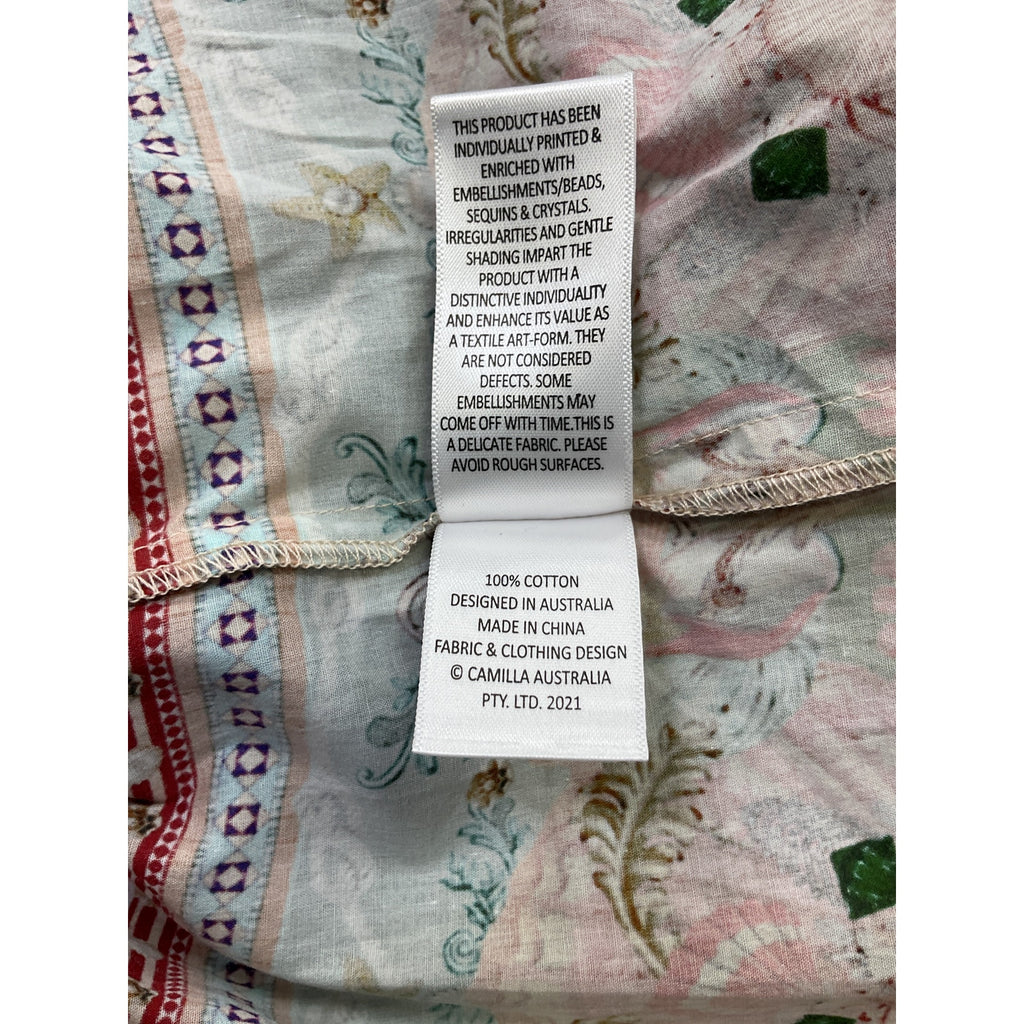 THIS PRODUCT HAS BEEN
INDIVIDUALLY PRINTED &
ENRICHED WITH
EMBELLISHMENTS/BEADS,
SEQUINS & CRYSTALS.
IRREGULARITIES AND GENTLE
SHADING IMPART THE
PRODUCT WITH A
DISTINCTIVE INDIVIDUALITY
AND ENHANCE ITS VALUE AS
A TEXTILE ART-FORM. THEY
ARE NOT CONSIDERED
DEFECTS. SOME
EMBELLISHMENTS MAY
COME OFF WITH TIME.THIS IS
A DELICATE FABRIC. PLEASE
AVOID ROUGH SURFACES.
100% COTTON
DESIGNED IN AUSTRALIA
MADE IN CHINA
FABRIC & CLOTHING DESIGN
© CAMILLA AUSTRALIA
PTY. LTD. 2021